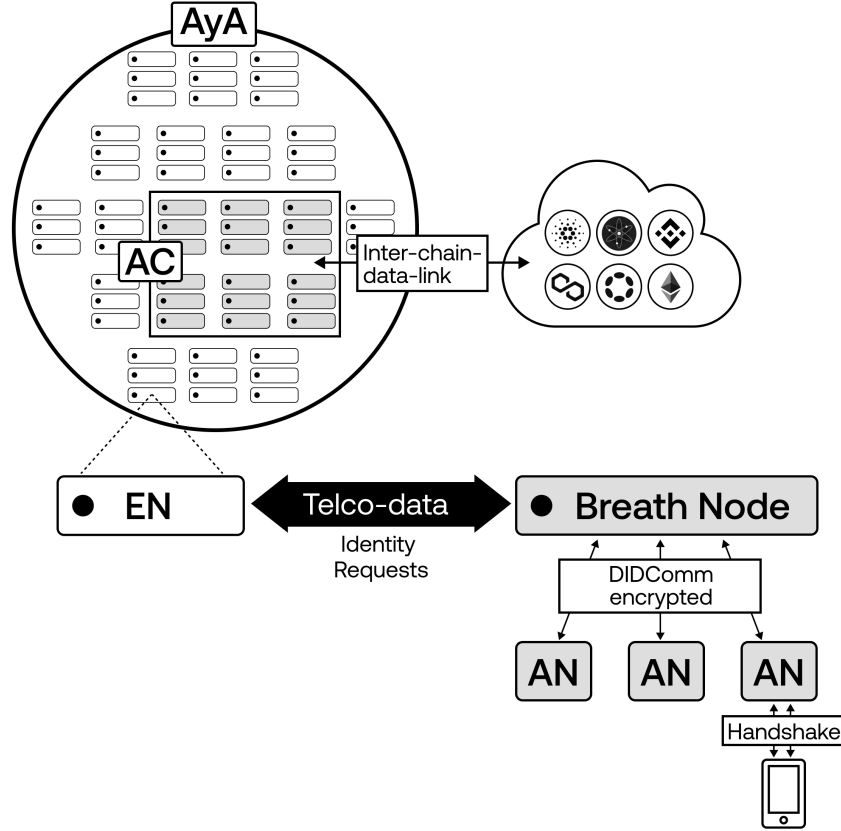 AyA
AC
Inter-chain-
data-link
EN
Telco-data
Identity
Requests
Breath Node
DIDComm
encrypted
AN
AN
AN
Handshake